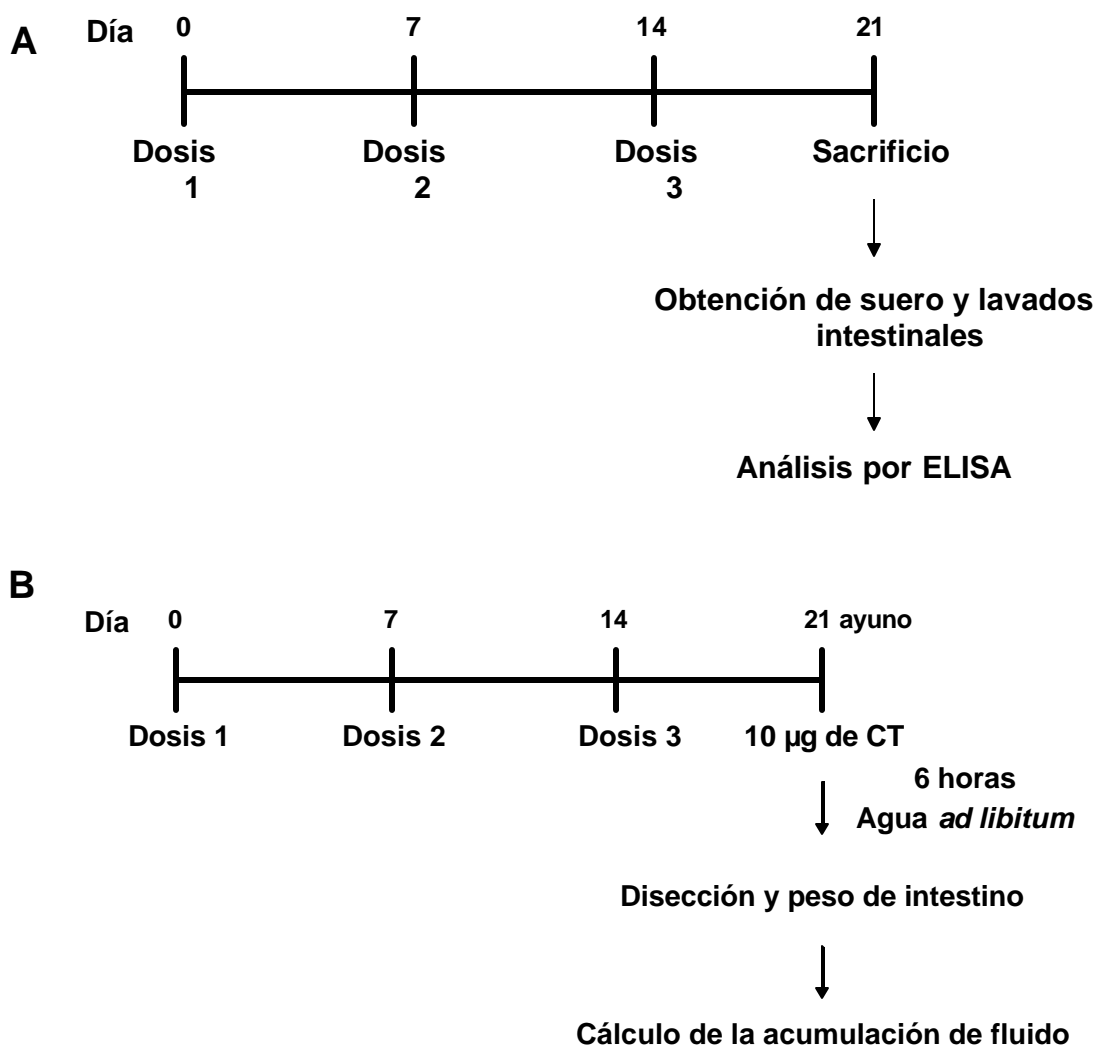 A
Día 0 7 14 21
Dosis 1
Dosis 2
Dosis 3
Sacrificio
Obtención de suero y lavados
intestinales
Análisis por ELISA
B
Día 0 7 14 21 ayuno
Dosis 1 Dosis 2 Dosis 3 10 µg de CT
6 horas
Agua ad libitum
Disección y peso de intestino
Cálculo de la acumulación de fluido